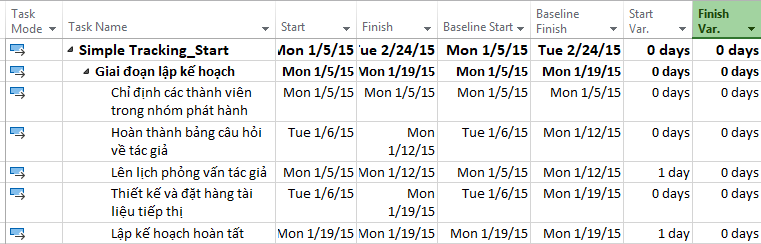 Task Mode Task Name Start Finish Baseline Start Baseline Finish Start Var. Finish Var.
Simple Tracking_Start Mon 1/5/15 Tue 2/24/15 Mon 1/5/15 Tue 2/24/15 0 days 0 days
Giai đoạn lập kế hoạch Mon 1/5/15 Mon 1/19/15 Mon 1/5/15 Mon 1/19/15 0 days 0 days
Chỉ định các thành viên Mon 1/5/15 Mon 1/5/15 Mon 1/5/15 Mon 1/5/15 0 days 0 days
trong nhóm phát hành
Hoàn thành bảng câu hỏi Tue 1/6/15 Mon Tue 1/6/15 Mon 1/12/15 0 days 0 days
về tác giả 1/12/15
Lên lịch phỏng vấn tác giả Mon 1/5/15 Mon 1/12/15 Mon 1/5/15 Mon 1/12/15 1 day 0 days
Thiết kế và đặt hàng tài Tue 1/6/15 Mon Tue 1/6/15 Mon 1/19/15 0 days 0 days
liệu tiếp thị 1/19/15
Lập kế hoạch hoàn tất Mon 1/19/15 Mon 1/19/15 Mon 1/19/15 Mon 1/19/15 1 day 0 days